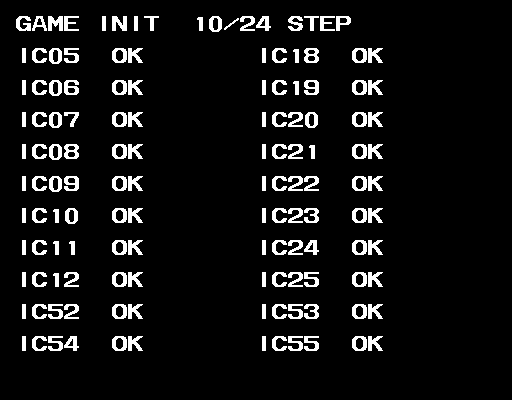 GAME INIT 10/24 STEP
IC05 OK IC18 OK
IC06 OK IC19 OK
IC07 OK IC20 OK
IC08 OK IC21 OK
IC09 OK IC22 OK
IC10 OK IC23 OK
IC11 OK IC24 OK
IC12 OK IC25 OK
IC52 OK IC53 OK
IC54 OK IC55 OK